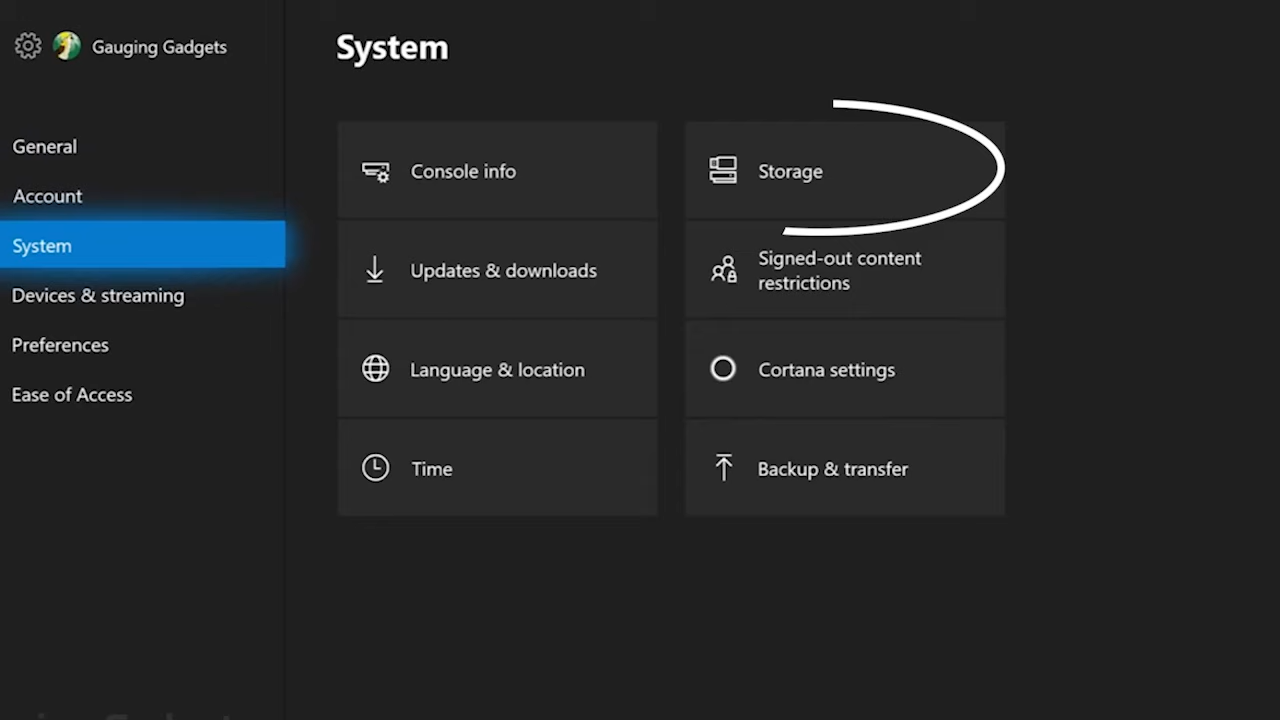 Gauging Gadgets
General
Account
System
Devices & streaming
Preferences
Ease of Access
System
Console info
Storage
Updates & downloads
Signed-out content
restrictions
Language & location
Cortana settings
Time
Backup & transfer